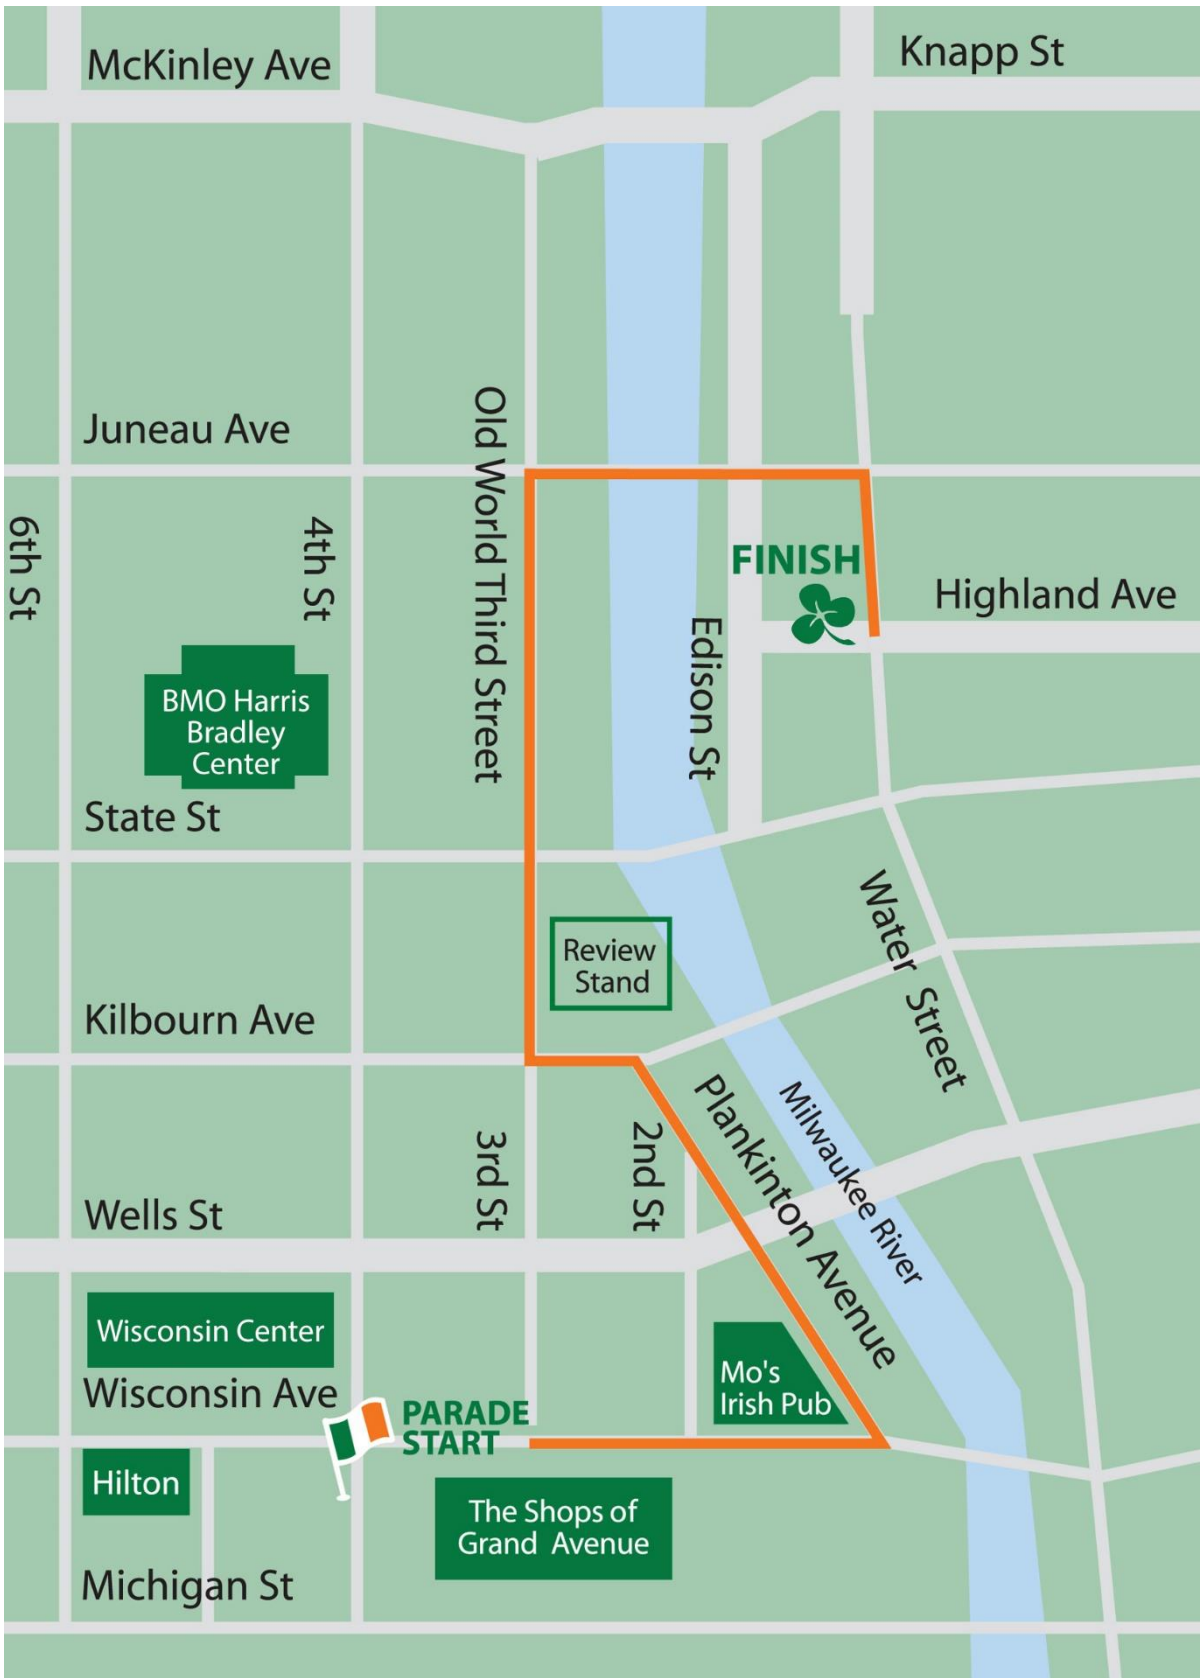 McKinley Ave
Knapp St
Juneau Ave
Old World Third Street
6th St
4th St
FINISH
Highland Ave
Edison St
BMO Harris
Bradley
Center
State St
Water Street
Review
Stand
Kilbourn Ave
Plankinton Avenue
Milwaukee River
3rd St
2nd St
Wells St
Wisconsin Center
Mo's
Irish Pub
Wisconsin Ave
PARADE
START
Hilton
The Shops of
Grand Avenue
Michigan St